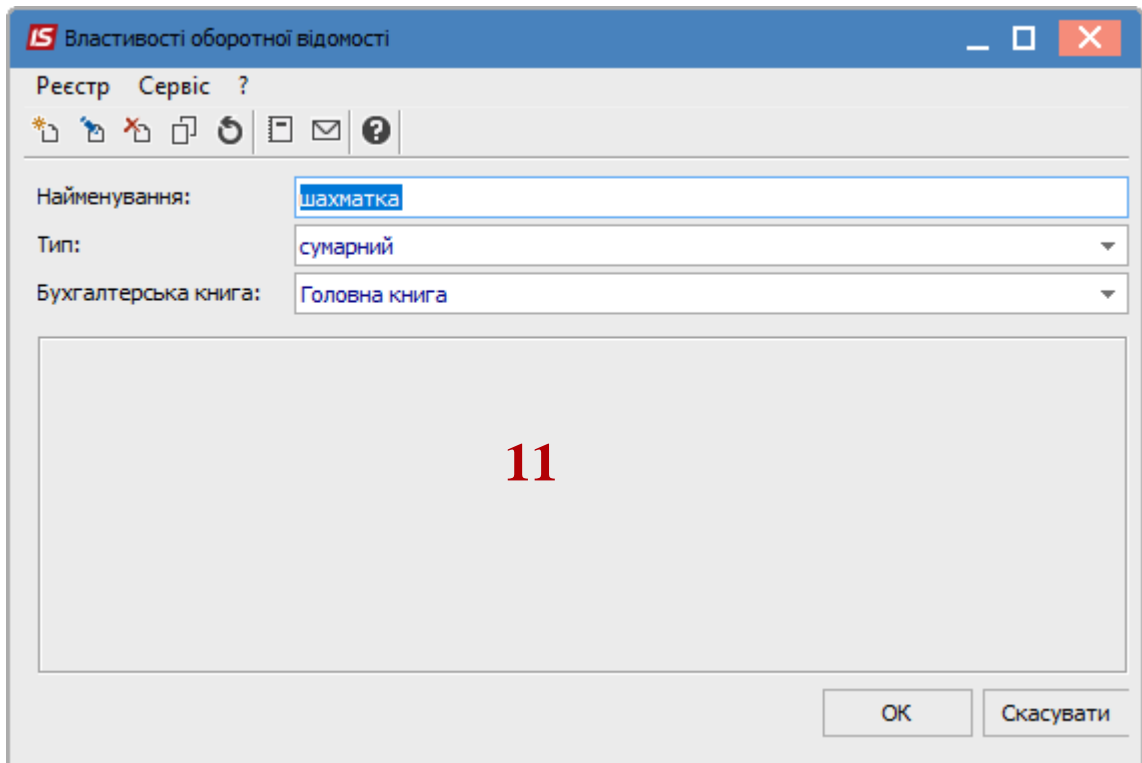 IS Властивості оборотної відомості
Реєстр Сервіс ?
Найменування: шахматка
Тип: сумарний
Бухгалтерська книга: Головна книга
11
ОК Скасувати